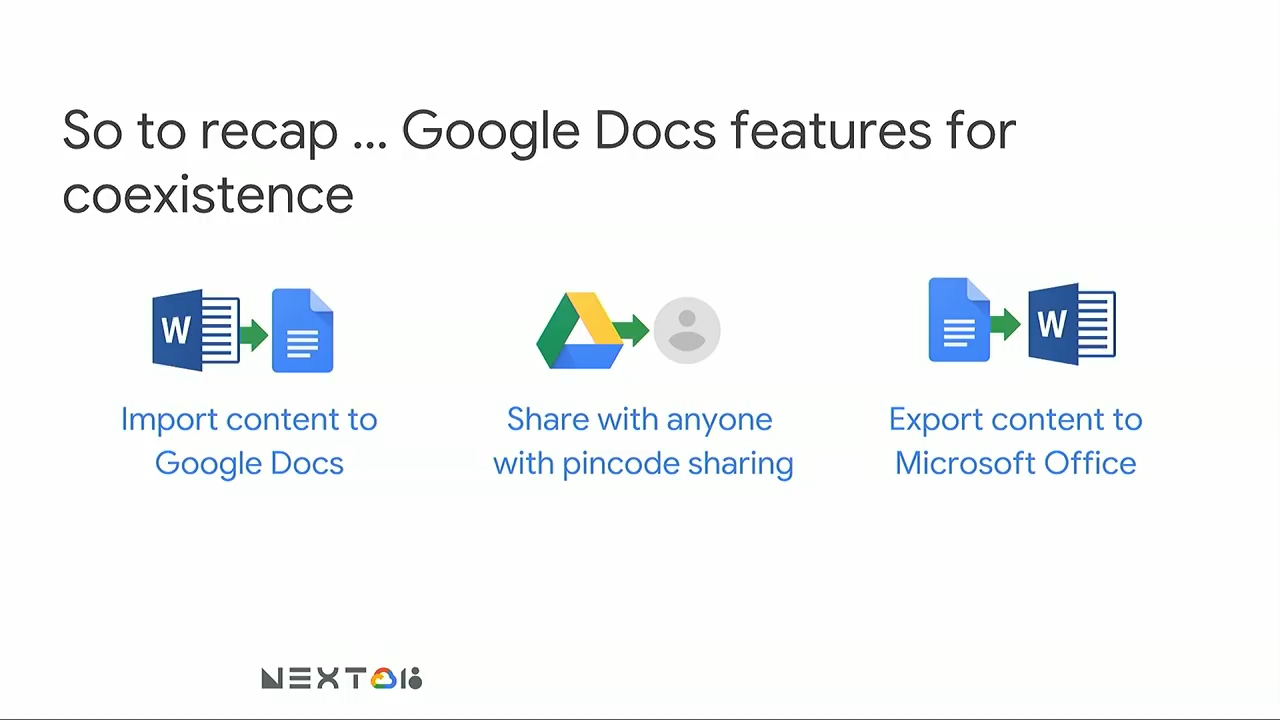 So to recap ... Google Docs features for
coexistence
W
W
Import content to
Google Docs
Share with anyone
with pincode sharing
Export content to
Microsoft Office
NEXT 18